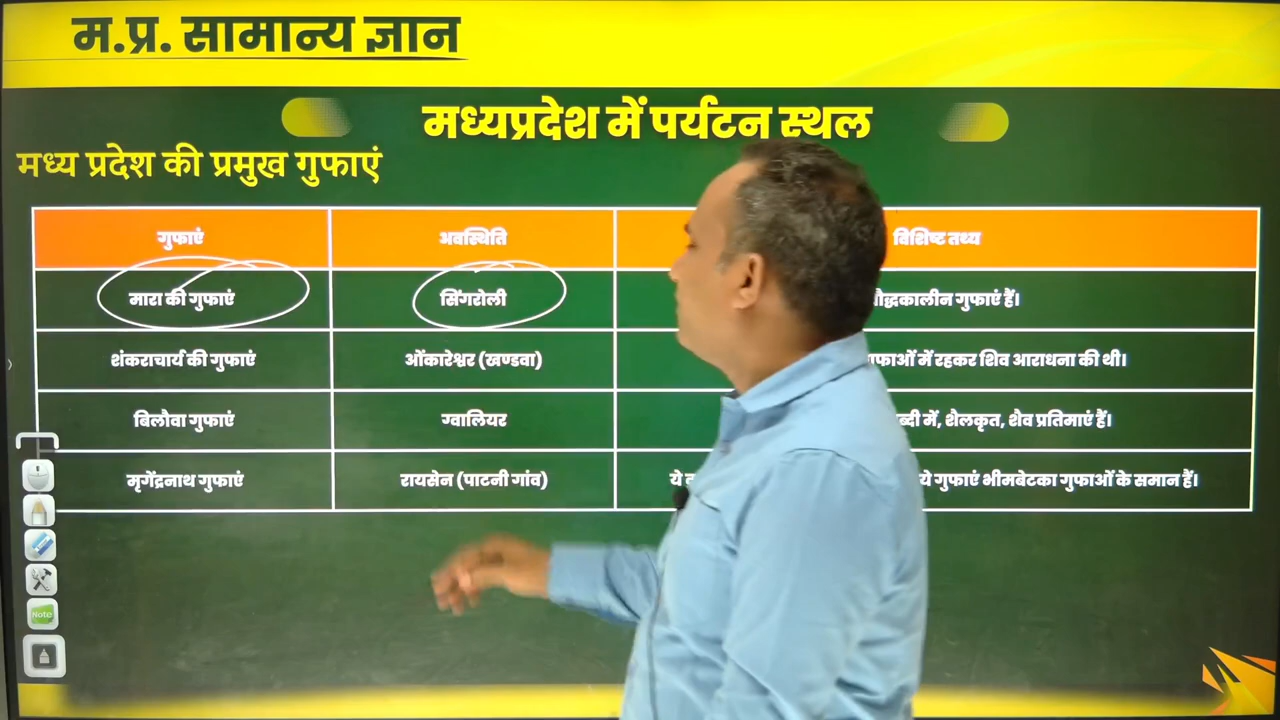 म.प्र. सामान्य ज्ञान
मध्यप्रदेश में पर्यटन स्थल
मध्य प्रदेश की प्रमुख गुफाएं
गुफाएं अवस्थिति विशिष्ट तथ्य
मारा की गुफाएं सिंगरोली गुफाएं हैं।
शंकराचार्य की गुफाएं ओंकारेश्वर (खण्डवा) में रहकर शिव आराधना की थी।
बिलौवा गुफाएं ग्वालियर में, शैलकृत, शैव प्रतिमाएं हैं।
मृगेंद्रनाथ गुफाएं रायसेन (पाटनी गांव) ये ये गुफाएं भीमबेटका गुफाओं के समान हैं।
Note